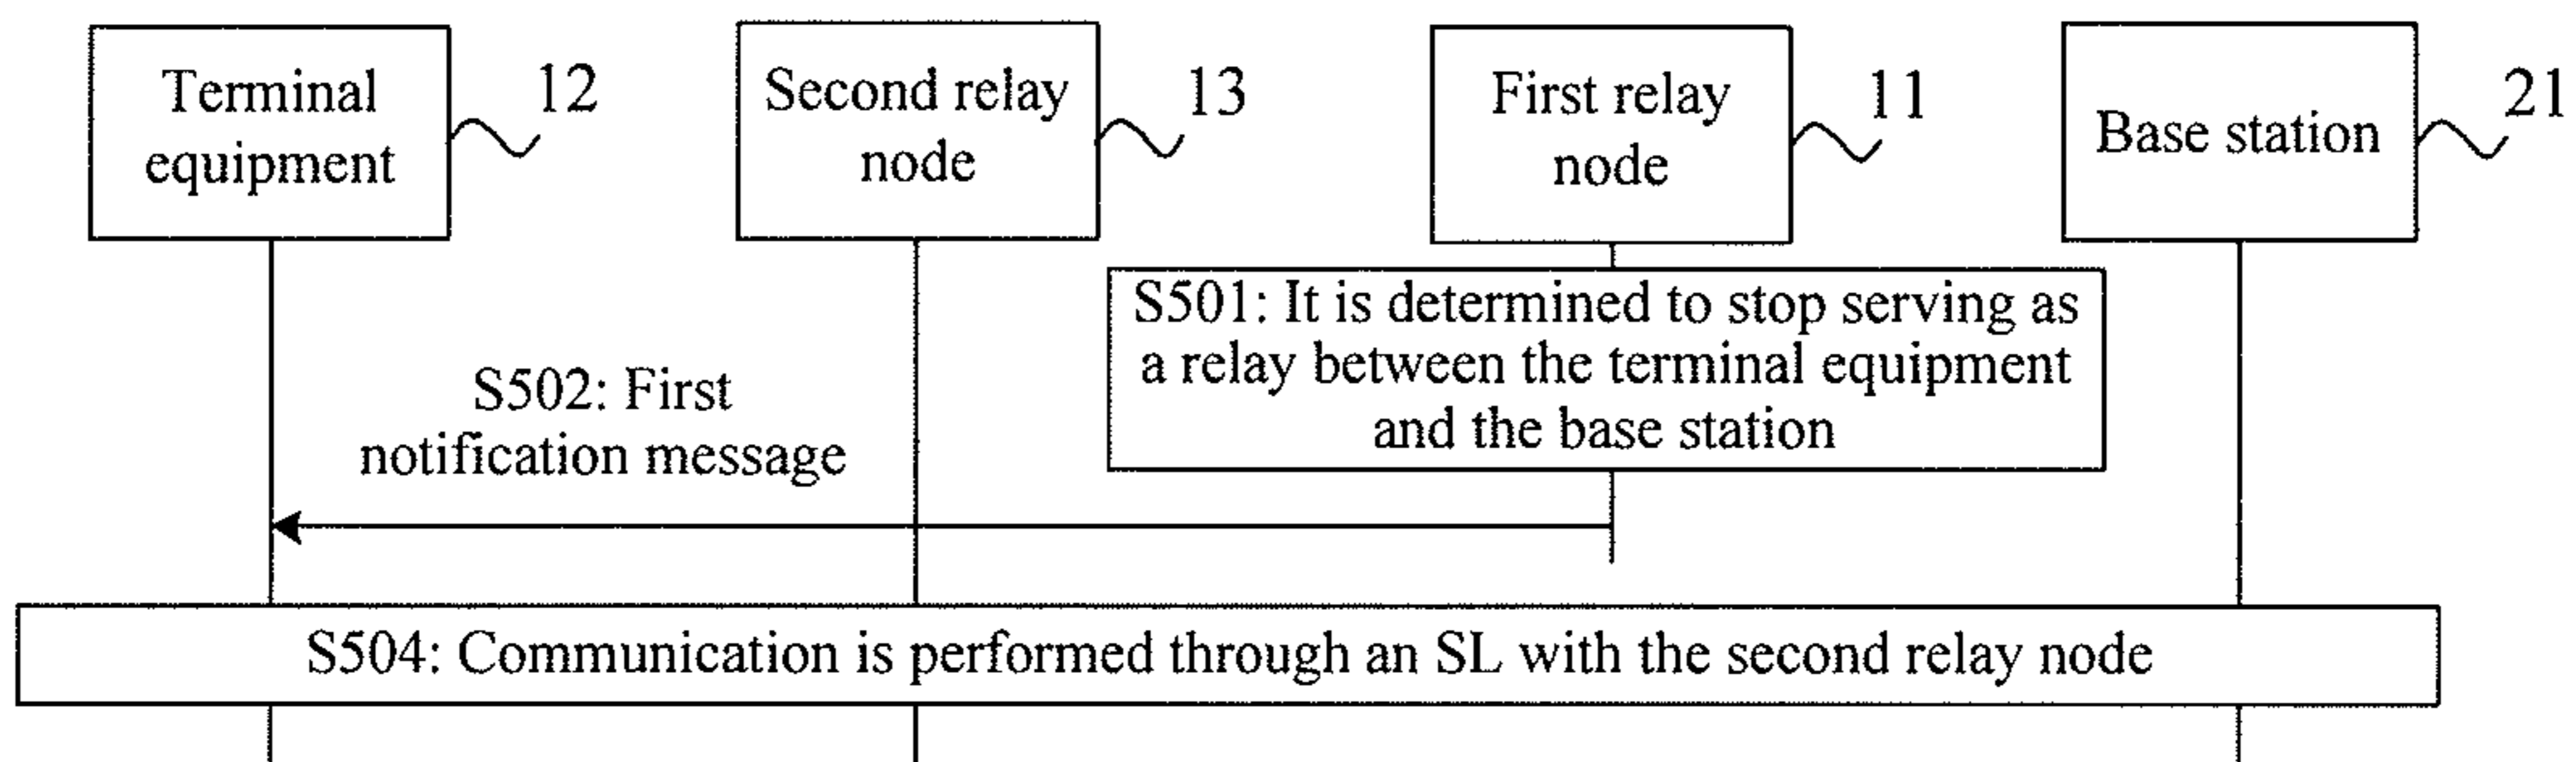 Terminal
equipment
12
Second relay
node
13
First relay
node
11
Base station
21
S501: It is determined to stop serving as
a relay between the terminal equipment
and the base station
S502: First
notification message
S504: Communication is performed through an SL with the second relay node